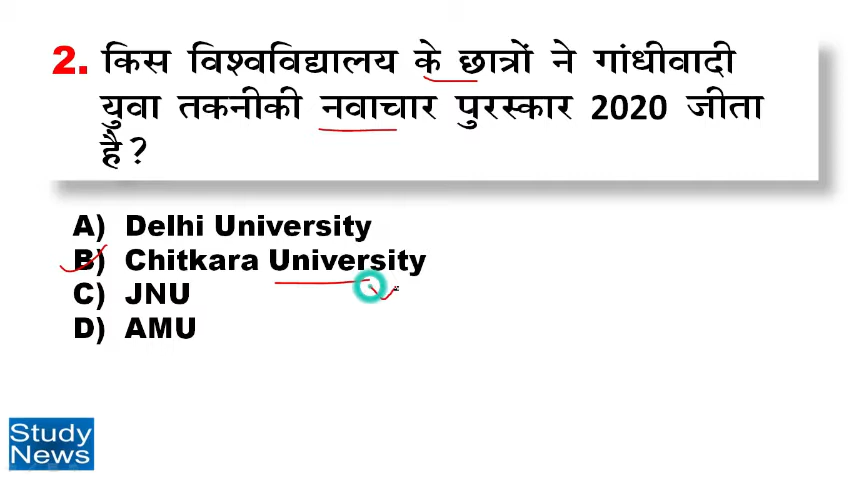 2. किस विश्वविद्यालय के छात्रों ने गांधीवादी
युवा तकनीकी नवाचार पुरस्कार 2020 जीता
है?
A) Delhi University
B) Chitkara University
C) JNU
D) AMU
Study
News